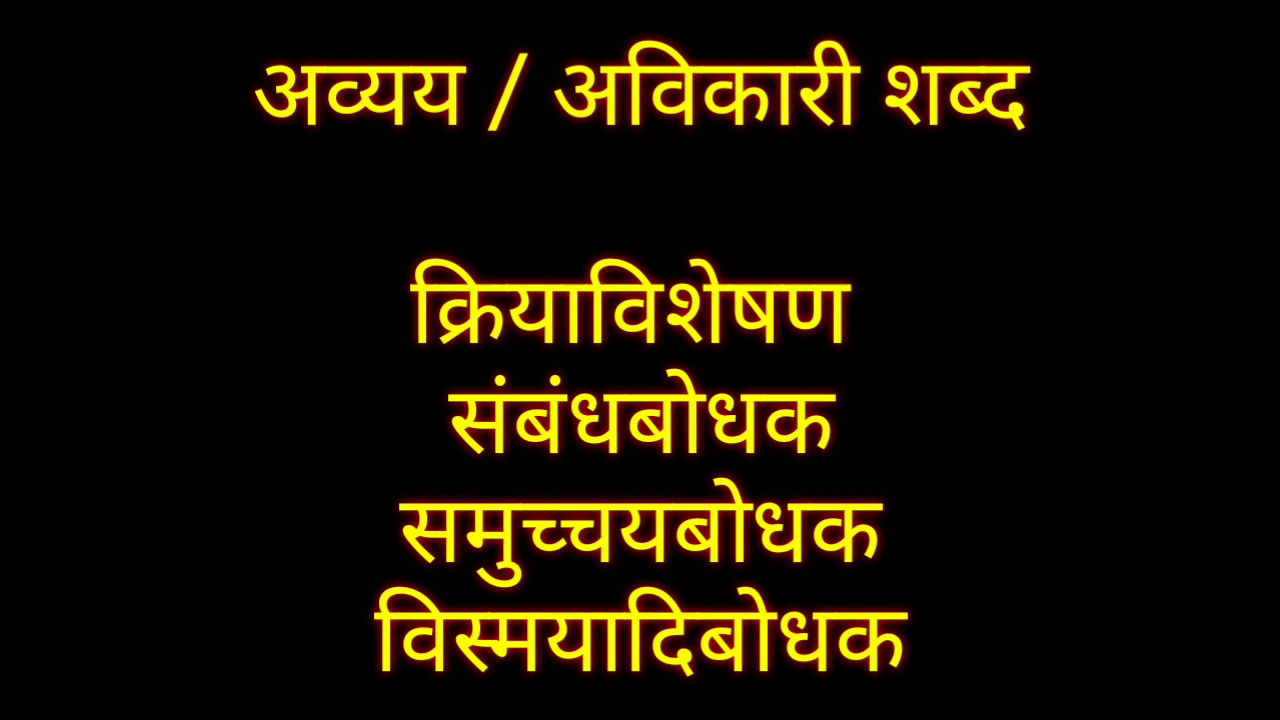 अव्यय / अविकारी शब्द
क्रियाविशेषण
संबंधबोधक
समुच्चयबोधक
विस्मयादिबोधक